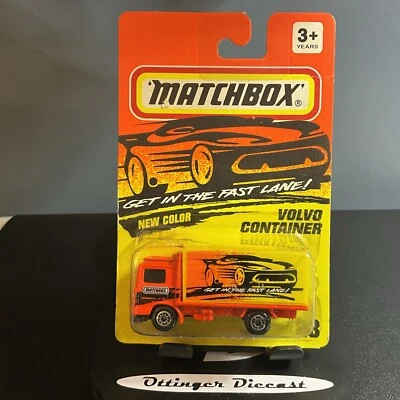 3+
YEARS
MATCHBOX®
GET IN THE FAST LANE!
NEW COLOR
VOLVO
CONTAINER
MATCHBOX
GET IN THE FAST LANE!
Ottinger Diecast